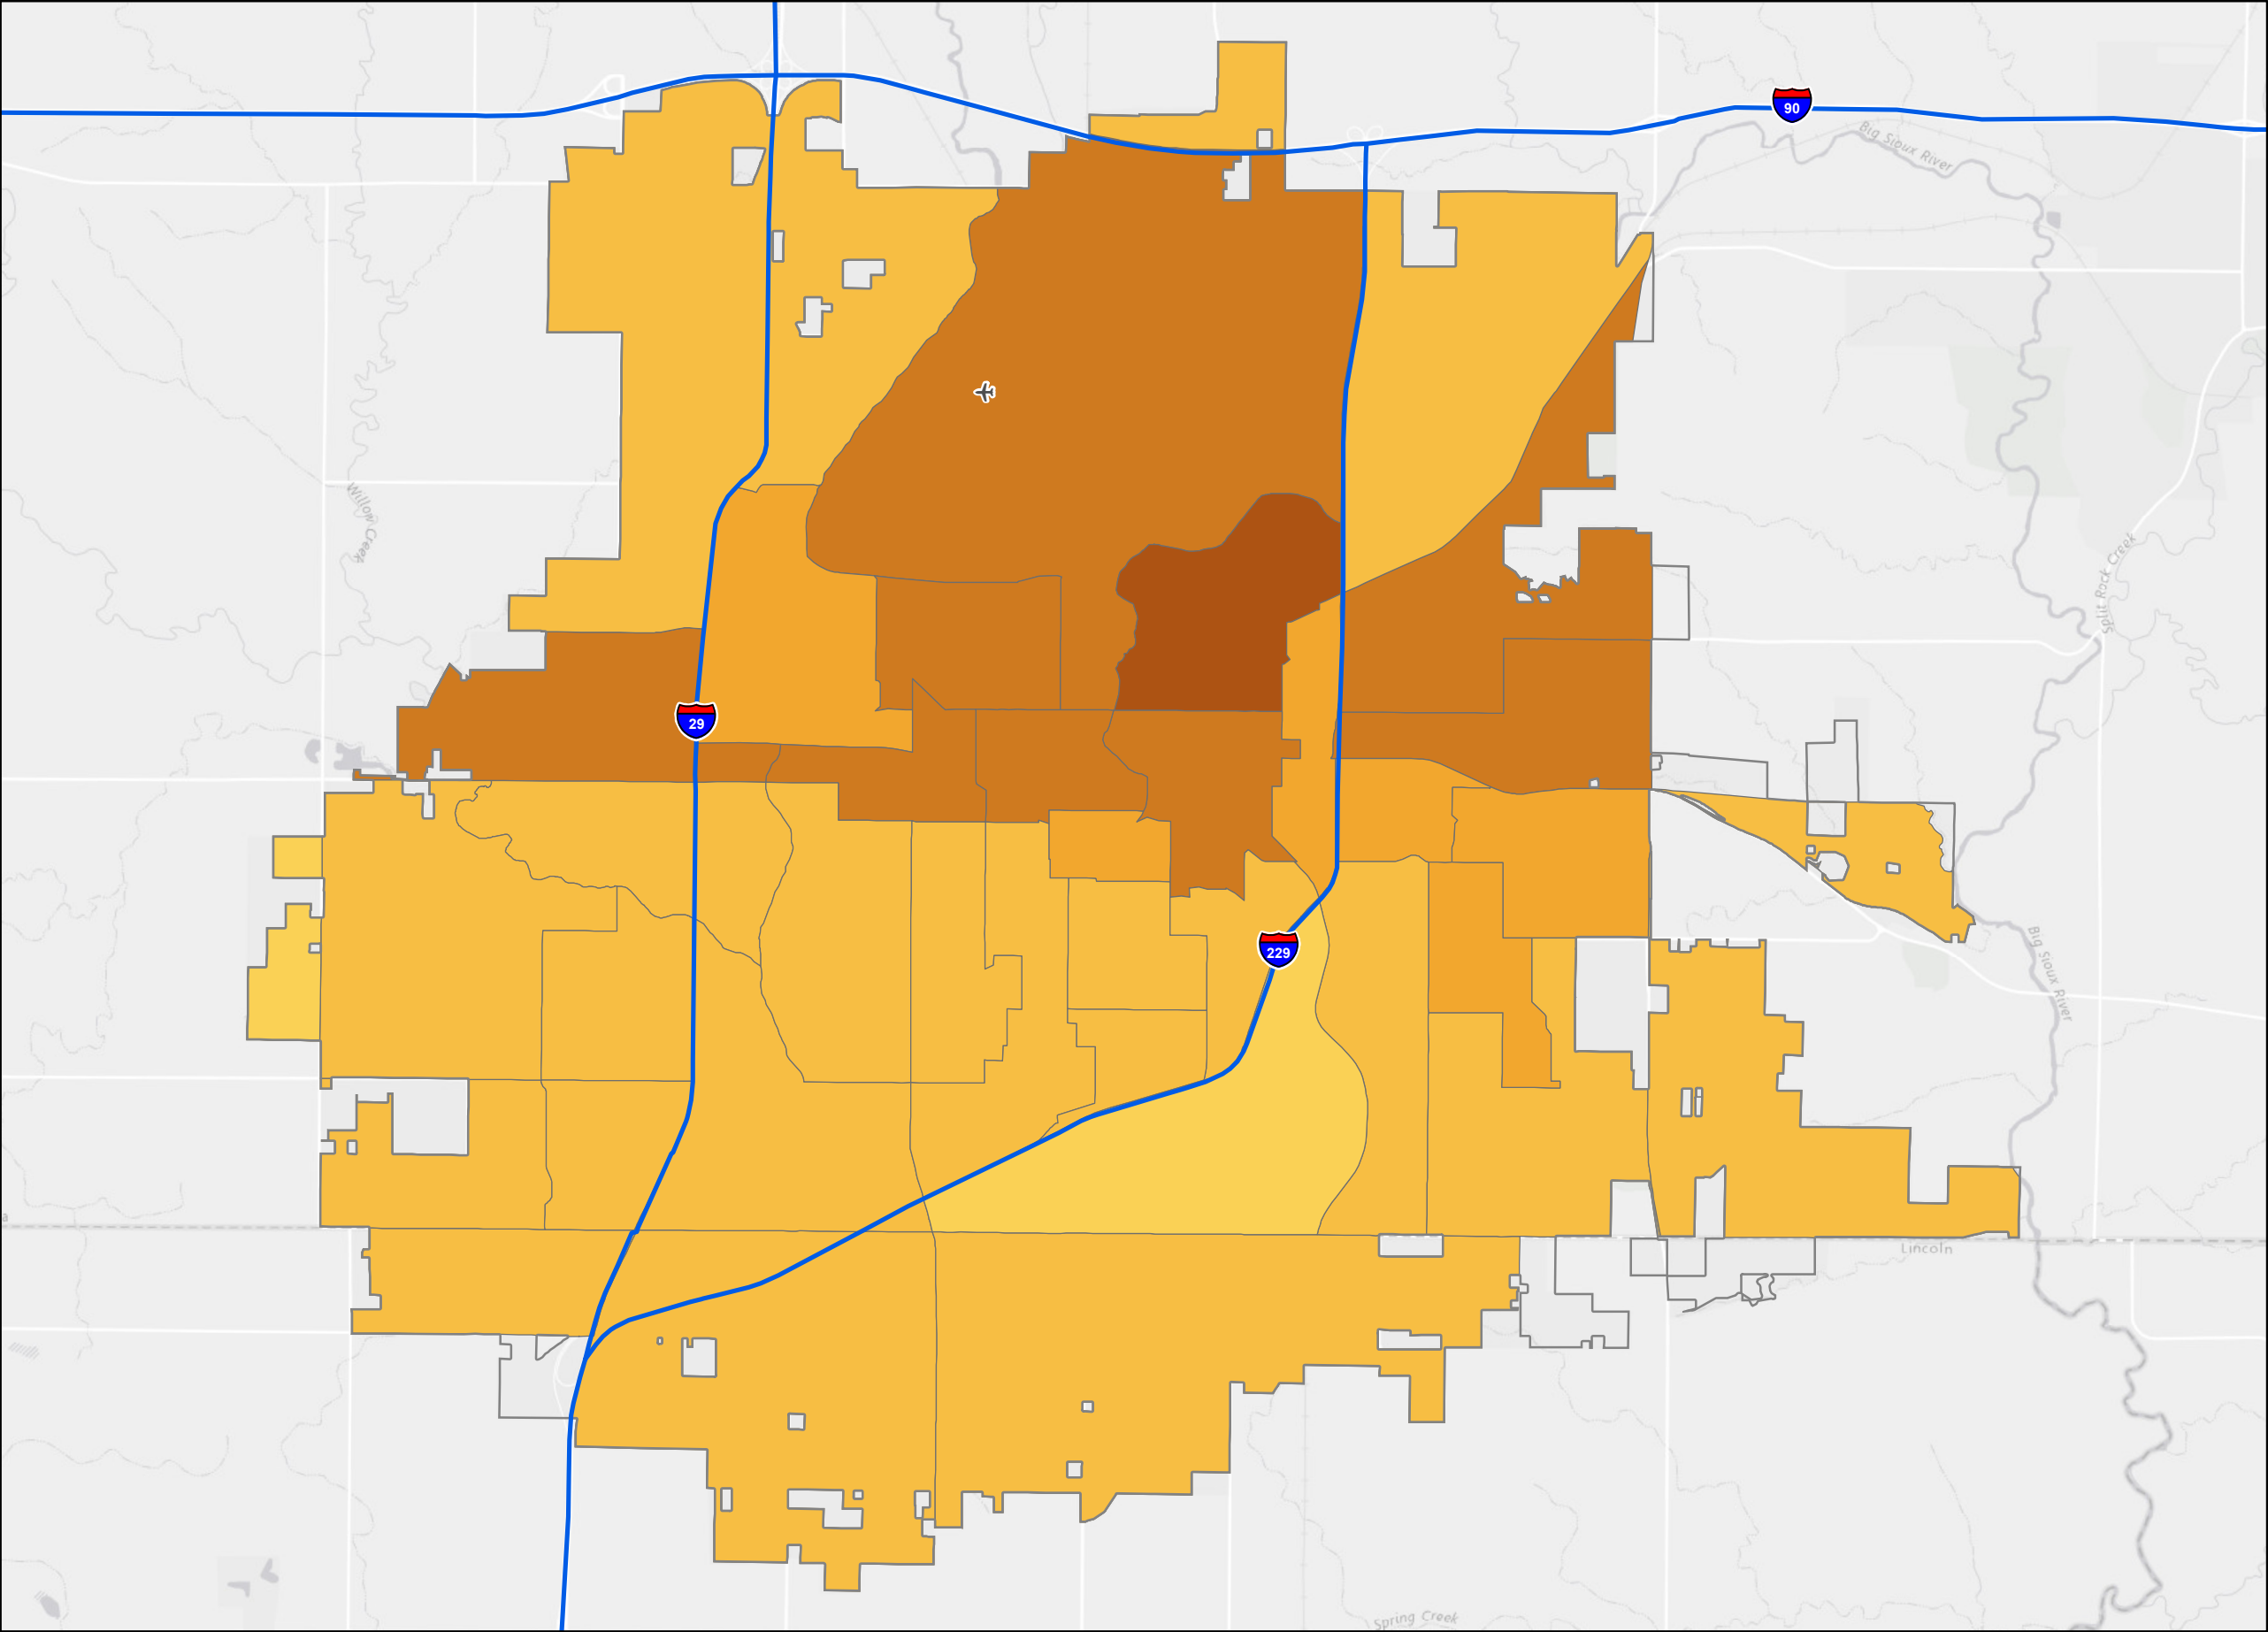 90
Big Sioux River
Willow Creek
Split Rock Creek
29
229
Big Sioux River
a
Lincoln
Spring Creek